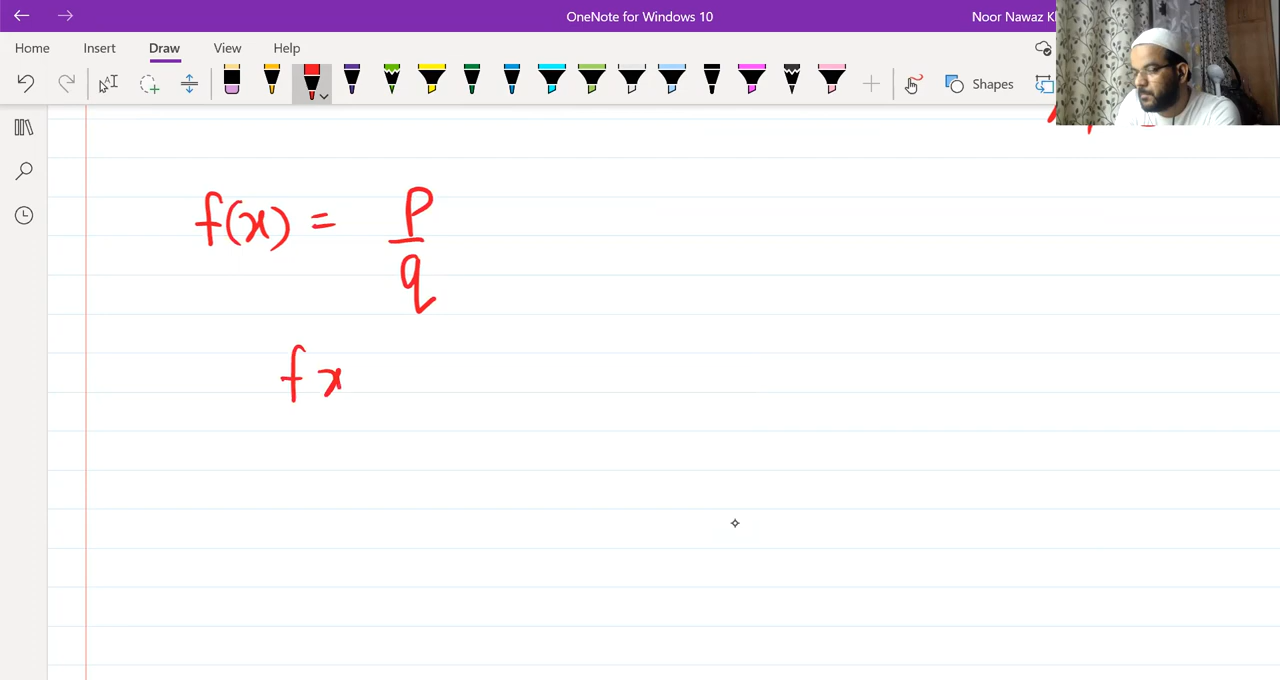 OneNote for Windows 10
Noor Nawaz
Home Insert Draw View Help
Shapes
f(x) = p/q
f x